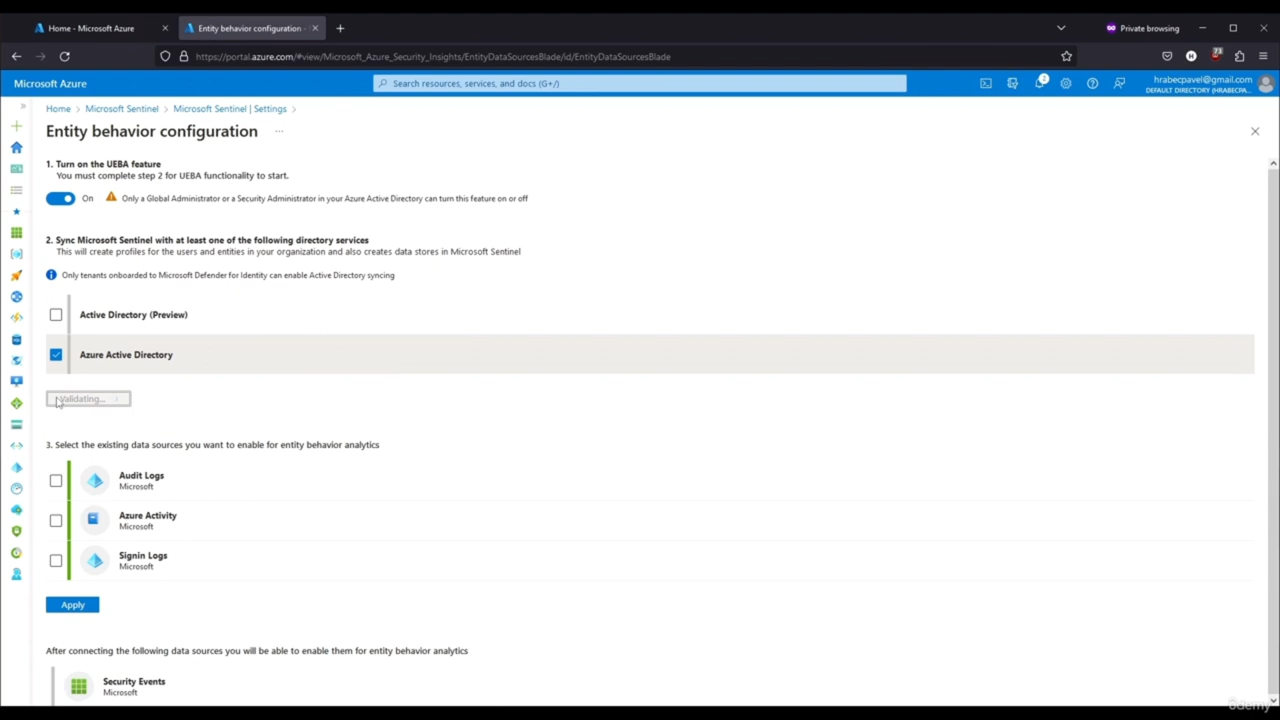 Home - Microsoft Azure
Entity behavior configuration -
Private browsing
https://portal.azure.com/#view/Microsoft_Azure_Security_Insights/EntityDataSourcesBlade/id/EntityDataSourcesBlade
73
Microsoft Azure
Search resources, services, and docs (G+/)
2
hrabecpavel@gmail.com
DEFAULT DIRECTORY (HRABECPA...
Home > Microsoft Sentinel > Microsoft Sentinel | Settings >
Entity behavior configuration ...
1. Turn on the UEBA feature
You must complete step 2 for UEBA functionality to start.
On
Only a Global Administrator or a Security Administrator in your Azure Active Directory can turn this feature on or off
2. Sync Microsoft Sentinel with at least one of the following directory services
This will create profiles for the users and entities in your organization and also creates data stores in Microsoft Sentinel
Only tenants onboarded to Microsoft Defender for Identity can enable Active Directory syncing
Active Directory (Preview)
Azure Active Directory
Validating...
3. Select the existing data sources you want to enable for entity behavior analytics
Audit Logs
Microsoft
Azure Activity
Microsoft
Signin Logs
Microsoft
Apply
After connecting the following data sources you will be able to enable them for entity behavior analytics
Security Events
Microsoft
ûdemy